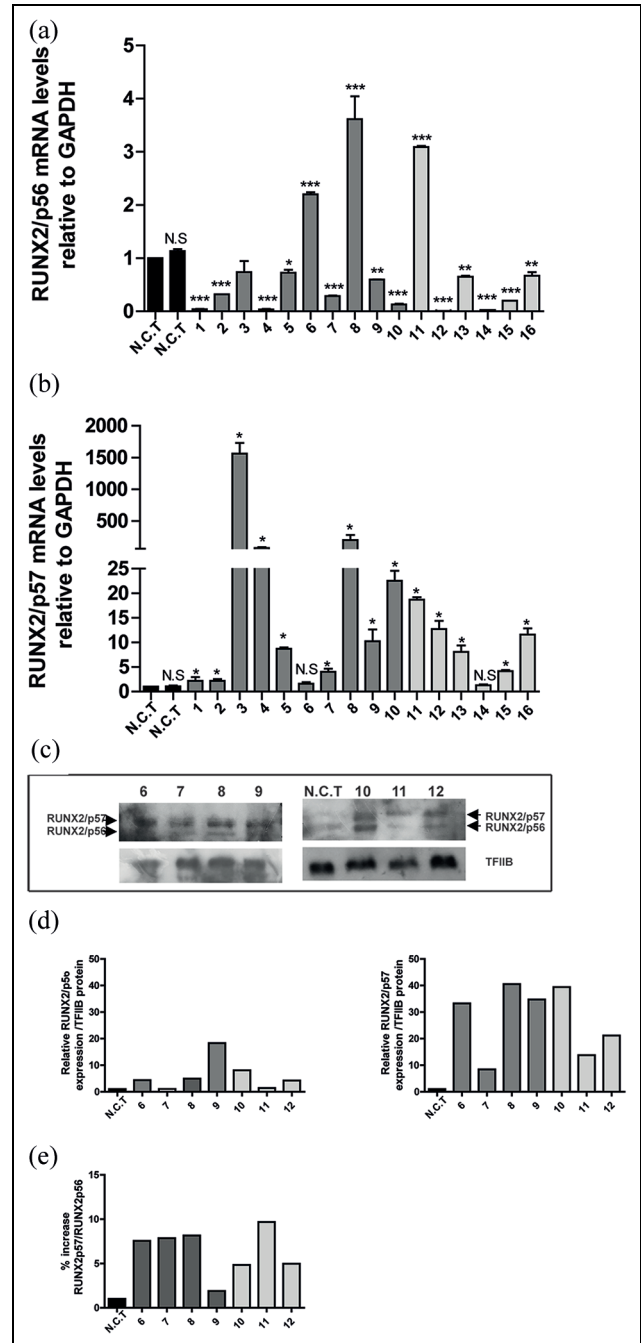 (a)
RUNX2/p56 mRNA levels
relative to GAPDH
5
4
3
2
1
0
N.S
*** *** *** * *** *** *** ** *** *** *** ** *** *** **
N.C.T N.C.T 1 2 3 4 5 6 7 8 9 10 11 12 13 14 15 16
(b)
RUNX2/p57 mRNA levels
relative to GAPDH
2000
1500
1000
500
25
20
15
10
5
0
N.S * * * * * N.S * * * * * * * N.S * *
N.C.T N.C.T 1 2 3 4 5 6 7 8 9 10 11 12 13 14 15 16
(c)
6 7 8 9 N.C.T 10 11 12
RUNX2/p57 RUNX2/p57
RUNX2/p56 RUNX2/p56
TFIIB
(d)
Relative RUNX2/p56
expression /TFIIB protein
50
40
30
20
10
0
N.C.T 6 7 8 9 10 11 12
Relative RUNX2/p57
expression /TFIIB protein
50
40
30
20
10
0
N.C.T 6 7 8 9 10 11 12
(e)
% increase
RUNX2p57/RUNX2p56
15
10
5
0
N.C.T 6 7 8 9 10 11 12